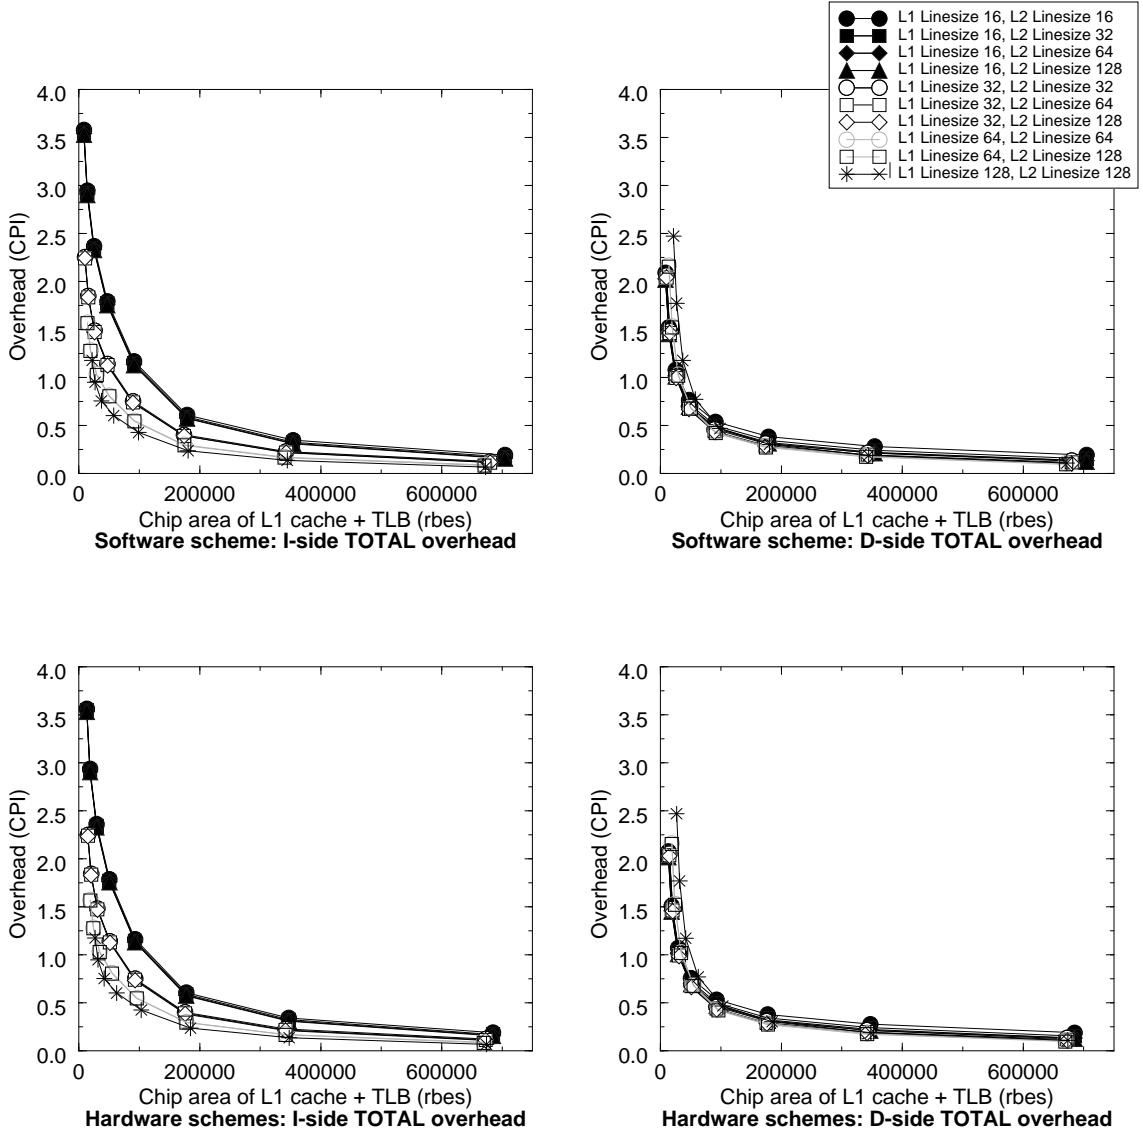 L1 Linesize 16, L2 Linesize 16
L1 Linesize 16, L2 Linesize 32
L1 Linesize 16, L2 Linesize 64
L1 Linesize 16, L2 Linesize 128
L1 Linesize 32, L2 Linesize 32
L1 Linesize 32, L2 Linesize 64
L1 Linesize 32, L2 Linesize 128
L1 Linesize 64, L2 Linesize 64
L1 Linesize 64, L2 Linesize 128
L1 Linesize 128, L2 Linesize 128
4.0
3.5
3.0
2.5
2.0
1.5
1.0
0.5
0.0
Overhead (CPI)
0 200000 400000 600000
Chip area of L1 cache + TLB (rbes)
Software scheme: I-side TOTAL overhead
4.0
3.5
3.0
2.5
2.0
1.5
1.0
0.5
0.0
Overhead (CPI)
0 200000 400000 600000
Chip area of L1 cache + TLB (rbes)
Software scheme: D-side TOTAL overhead
4.0
3.5
3.0
2.5
2.0
1.5
1.0
0.5
0.0
Overhead (CPI)
0 200000 400000 600000
Chip area of L1 cache + TLB (rbes)
Hardware schemes: I-side TOTAL overhead
4.0
3.5
3.0
2.5
2.0
1.5
1.0
0.5
0.0
Overhead (CPI)
0 200000 400000 600000
Chip area of L1 cache + TLB (rbes)
Hardware schemes: D-side TOTAL overhead